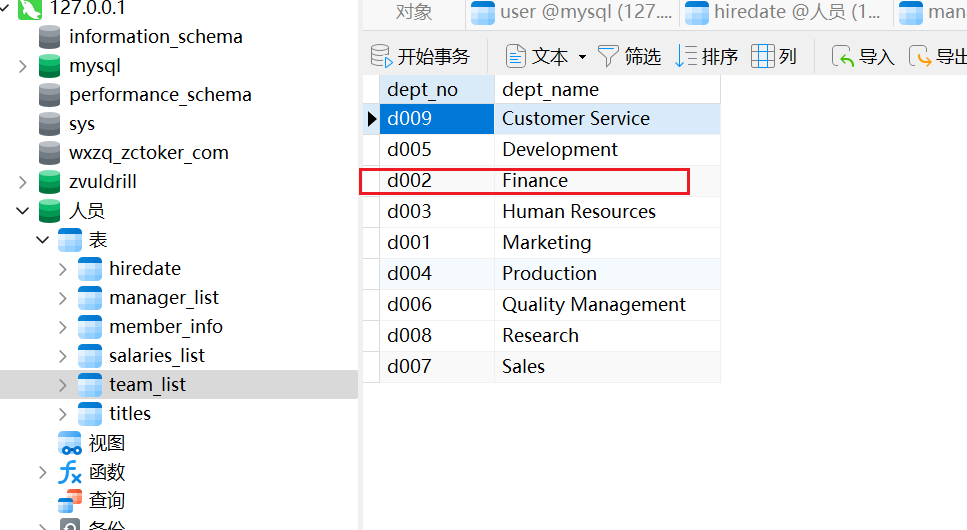 127.0.0.1
information_schema
mysql
performance_schema
sys
wxzq_zctoker_com
zvuldrill
人员
表
hiredate
manager_list
member_info
salaries_list
team_list
titles
视图
函数
查询
备份
对象 user @mysql (127.... hiredate @人员 (1... man
开始事务 文本 筛选 排序 列 导入 导出
dept_no dept_name
d009 Customer Service
d005 Development
d002 Finance
d003 Human Resources
d001 Marketing
d004 Production
d006 Quality Management
d008 Research
d007 Sales